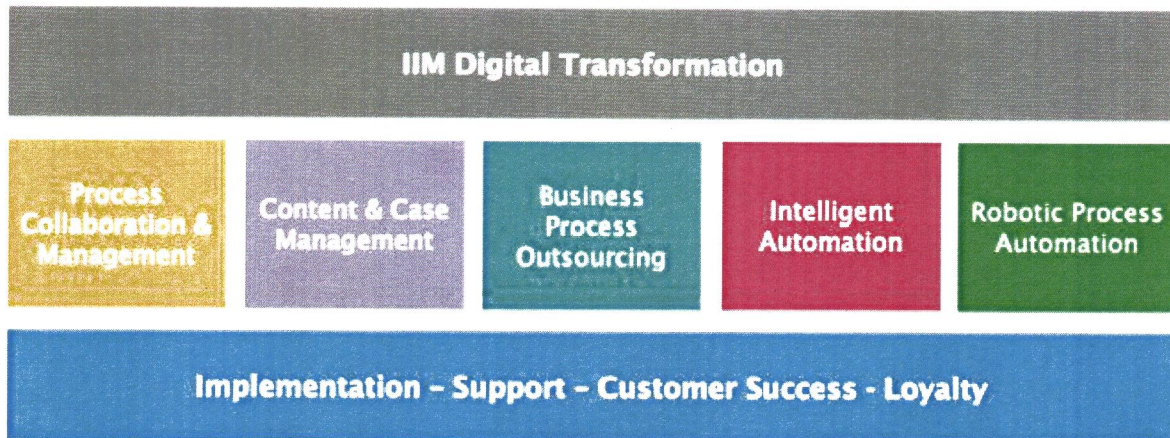 IIM Digital Transformation
Process
Collaboration &
Management
Content & Case
Management
Business
Process
Outsourcing
Intelligent
Automation
Robotic Process
Automation
Implementation – Support – Customer Success - Loyalty